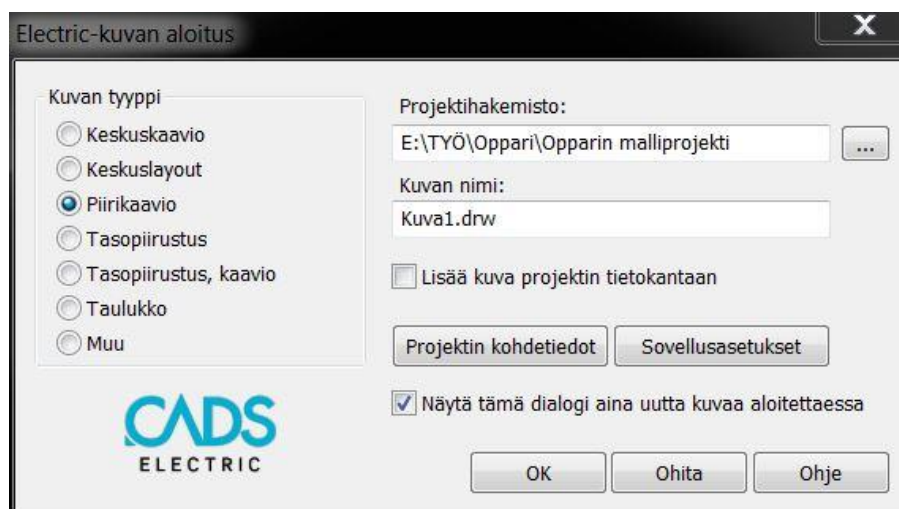 Electric-kuvan aloitus
X
Kuvan tyyppi
Keskuskaavio
Keskuslayout
Piirikaavio
Tasopiirustus
Tasopiirustus, kaavio
Taulukko
Muu
CADS
ELECTRIC
Projektihakemisto:
E:\TYÖ\Oppari\Opparin malliprojekti
...
Kuvan nimi:
Kuva1.drw
Lisää kuva projektin tietokantaan
Projektin kohdetiedot Sovellusasetukset
Näytä tämä dialogi aina uutta kuvaa aloitettaessa
OK Ohita Ohje